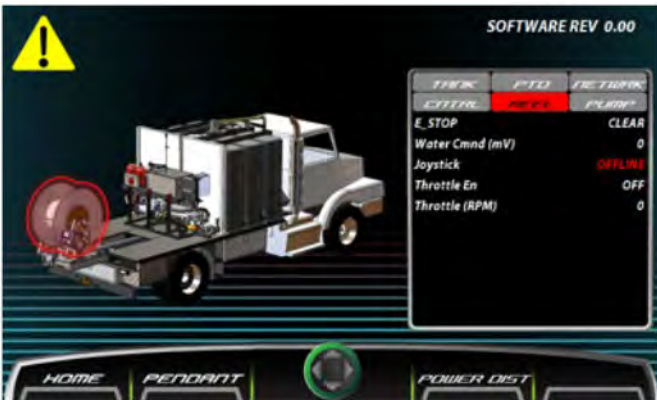 SOFTWARE REV 0.00
TANK PTO NETWRK
CNTRL REEL PUMP
E_STOP CLEAR
Water Cmnd (mV) 0
Joystick OFFLINE
Throttle En OFF
Throttle (RPM) 0
HOME PENDANT POWER DIST